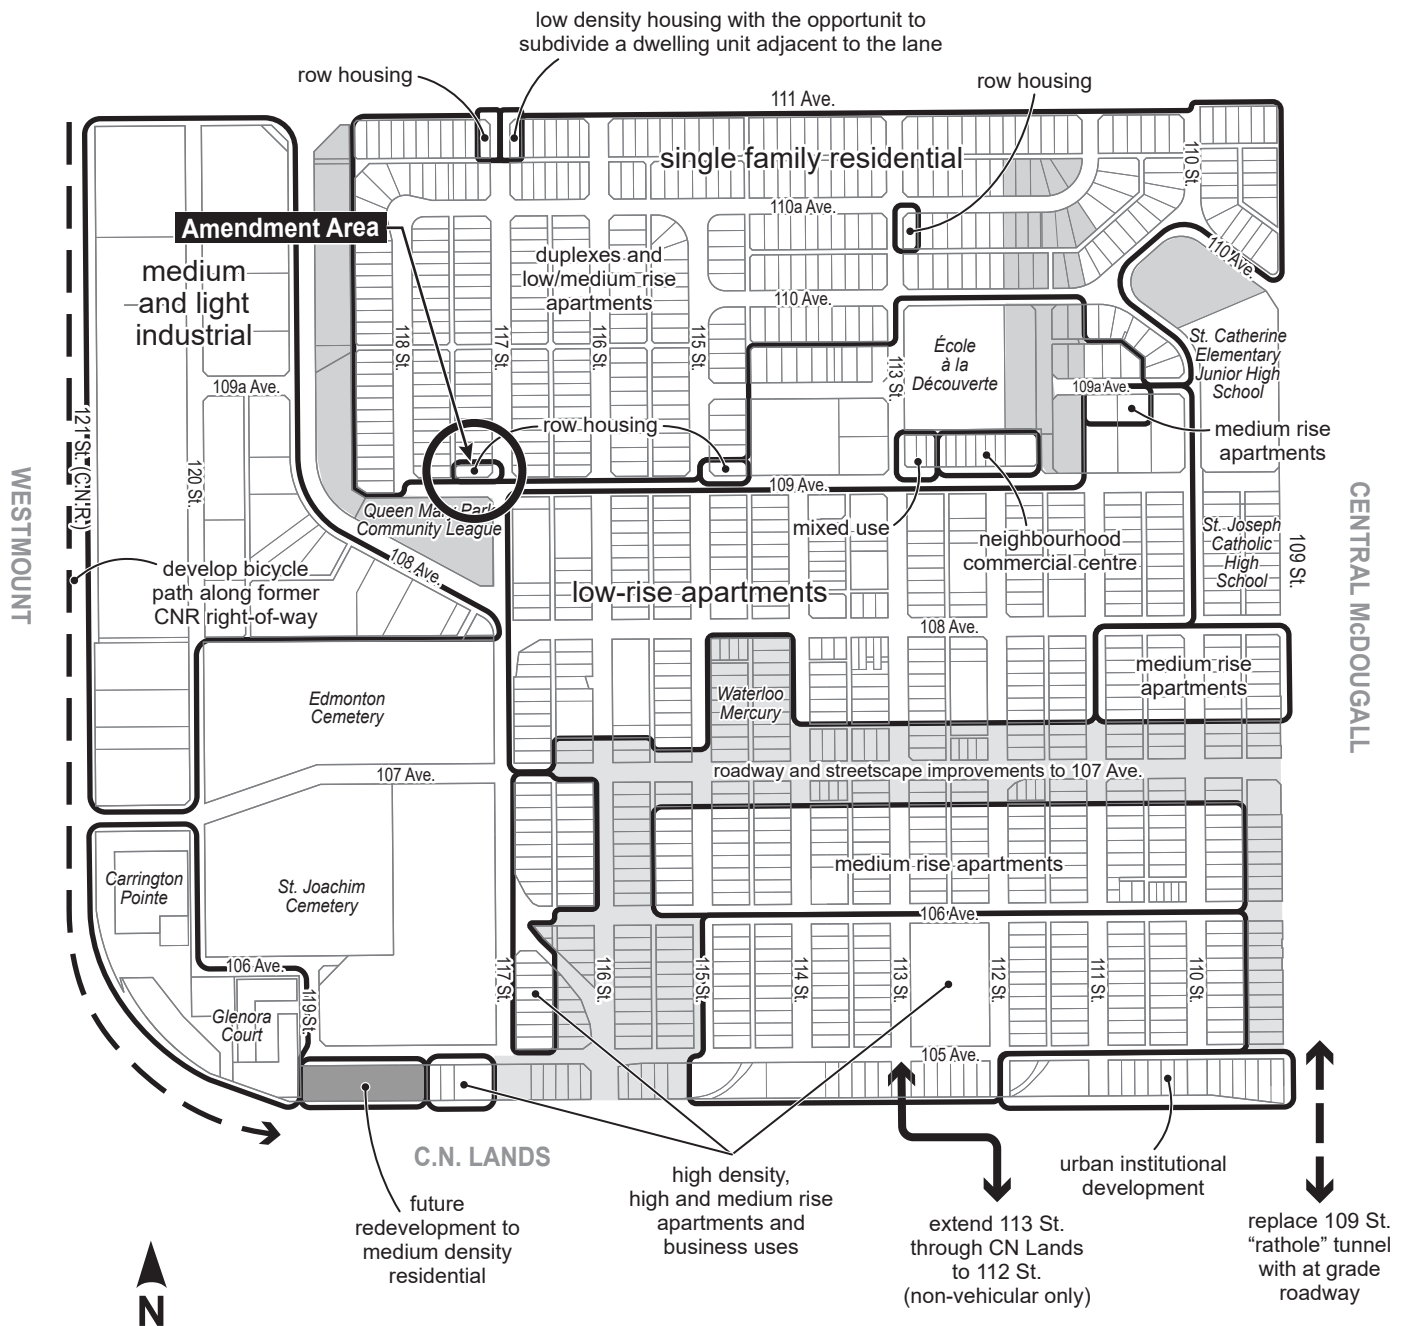 low density housing with the opportunit to
subdivide a dwelling unit adjacent to the lane
row housing
row housing
111 Ave.
single family residential
110 St.
110a Ave.
Amendment Area
110 Ave.
duplexes and
low/medium rise
apartments
medium
and light
industrial
110 Ave.
118 St.
117 St.
116 St.
115 St.
113 St.
École
à la
Découverte
St. Catherine
Elementary
Junior High
School
109a Ave.
109a Ave.
121 St. (C.N.R.)
row housing
medium rise
apartments
120 St.
WESTMOUNT
109 Ave.
Queen Mary Park
Community League
mixed use
neighbourhood
commercial centre
St. Joseph
Catholic
High
School
109 St.
CENTRAL McDOUGALL
108 Ave.
develop bicycle
path along former
CNR right-of-way
low-rise apartments
108 Ave.
medium rise
apartments
Edmonton
Cemetery
Waterloo
Mercury
107 Ave.
roadway and streetscape improvements to 107 Ave.
medium rise apartments
Carrington
Pointe
St. Joachim
Cemetery
106 Ave.
106 Ave.
117 St.
116 St.
115 St.
114 St.
113 St.
112 St.
111 St.
110 St.
119 St.
Glenora
Court
105 Ave.
C.N. LANDS
high density,
high and medium rise
apartments and
business uses
urban institutional
development
future
redevelopment to
medium density
residential
extend 113 St.
through CN Lands
to 112 St.
(non-vehicular only)
replace 109 St.
“rathole” tunnel
with at grade
roadway
N